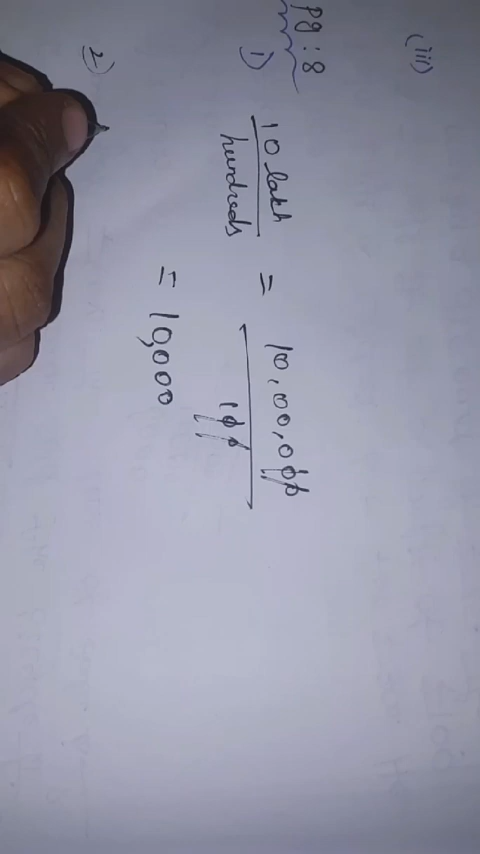 (iii)
pg : 8
1) 10 lakh / hundreds = 10,00,000 / 100
= 10,000
2)